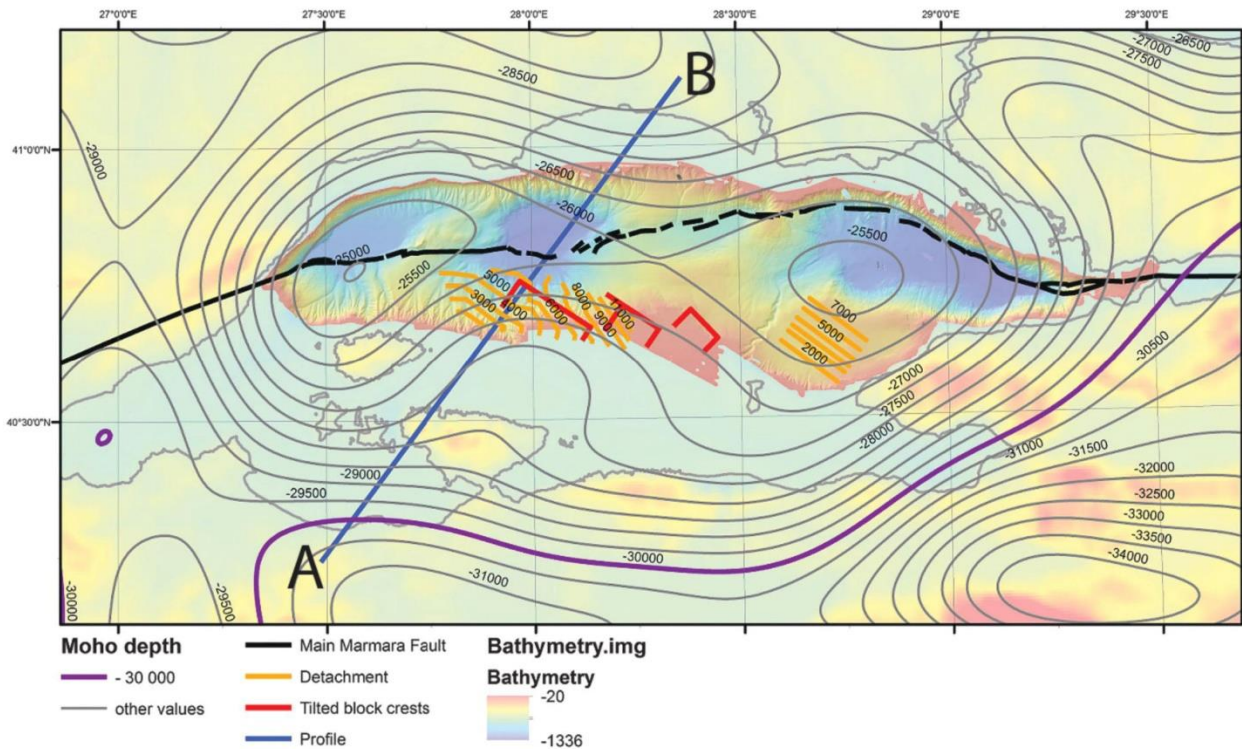 27°0'0"E 27°30'0"E 28°0'0"E 28°30'0"E 29°0'0"E 29°30'0"E
-26500
-27000
-27500
-28500
B
-29000
41°0'0"N
-26500
-26000
-25500
-25000
-25500
5000
3000
4000
6000
8000
9000
7000
5000
2000
-27000
-27500
-28000
-30500
40°30'0"N
-31000
-31500
-29000
-29500
-32000
-32500
-33000
-33500
-34000
A
-30000
-31000
-29500
-30000
Moho depth
- 30 000
other values
Main Marmara Fault
Detachment
Tilted block crests
Profile
Bathymetry.img
Bathymetry
-20
-1336